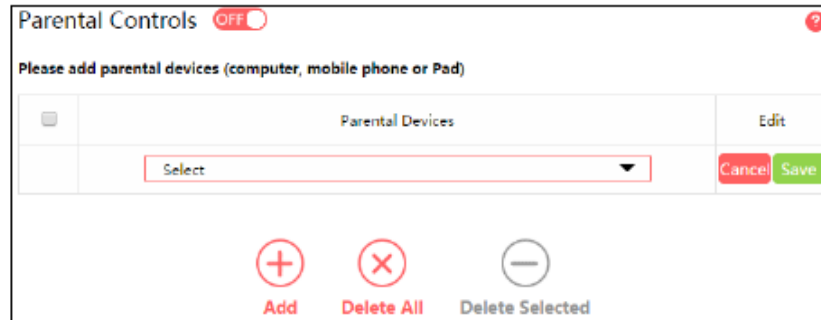 Parental Controls OFF ?
Please add parental devices (computer, mobile phone or Pad)
Parental Devices Edit
Select Cancel Save
Add Delete All Delete Selected